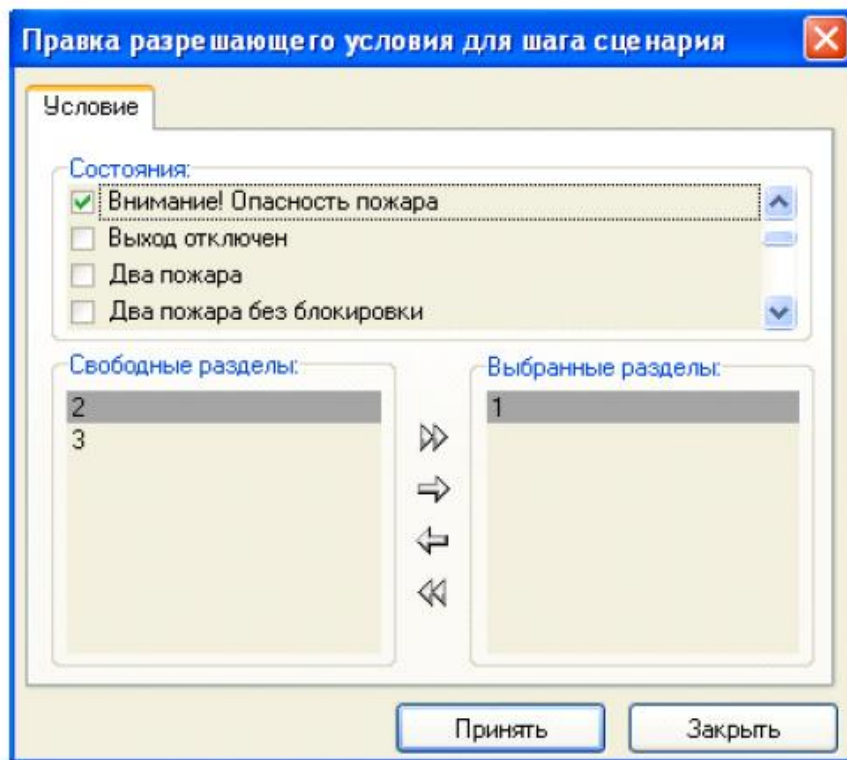 Правка разрешающего условия для шага сценария
Условие
Состояния:
Внимание! Опасность пожара
Выход отключен
Два пожара
Два пожара без блокировки
Свободные разделы:
2
3
Выбранные разделы:
1
Принять
Закрыть